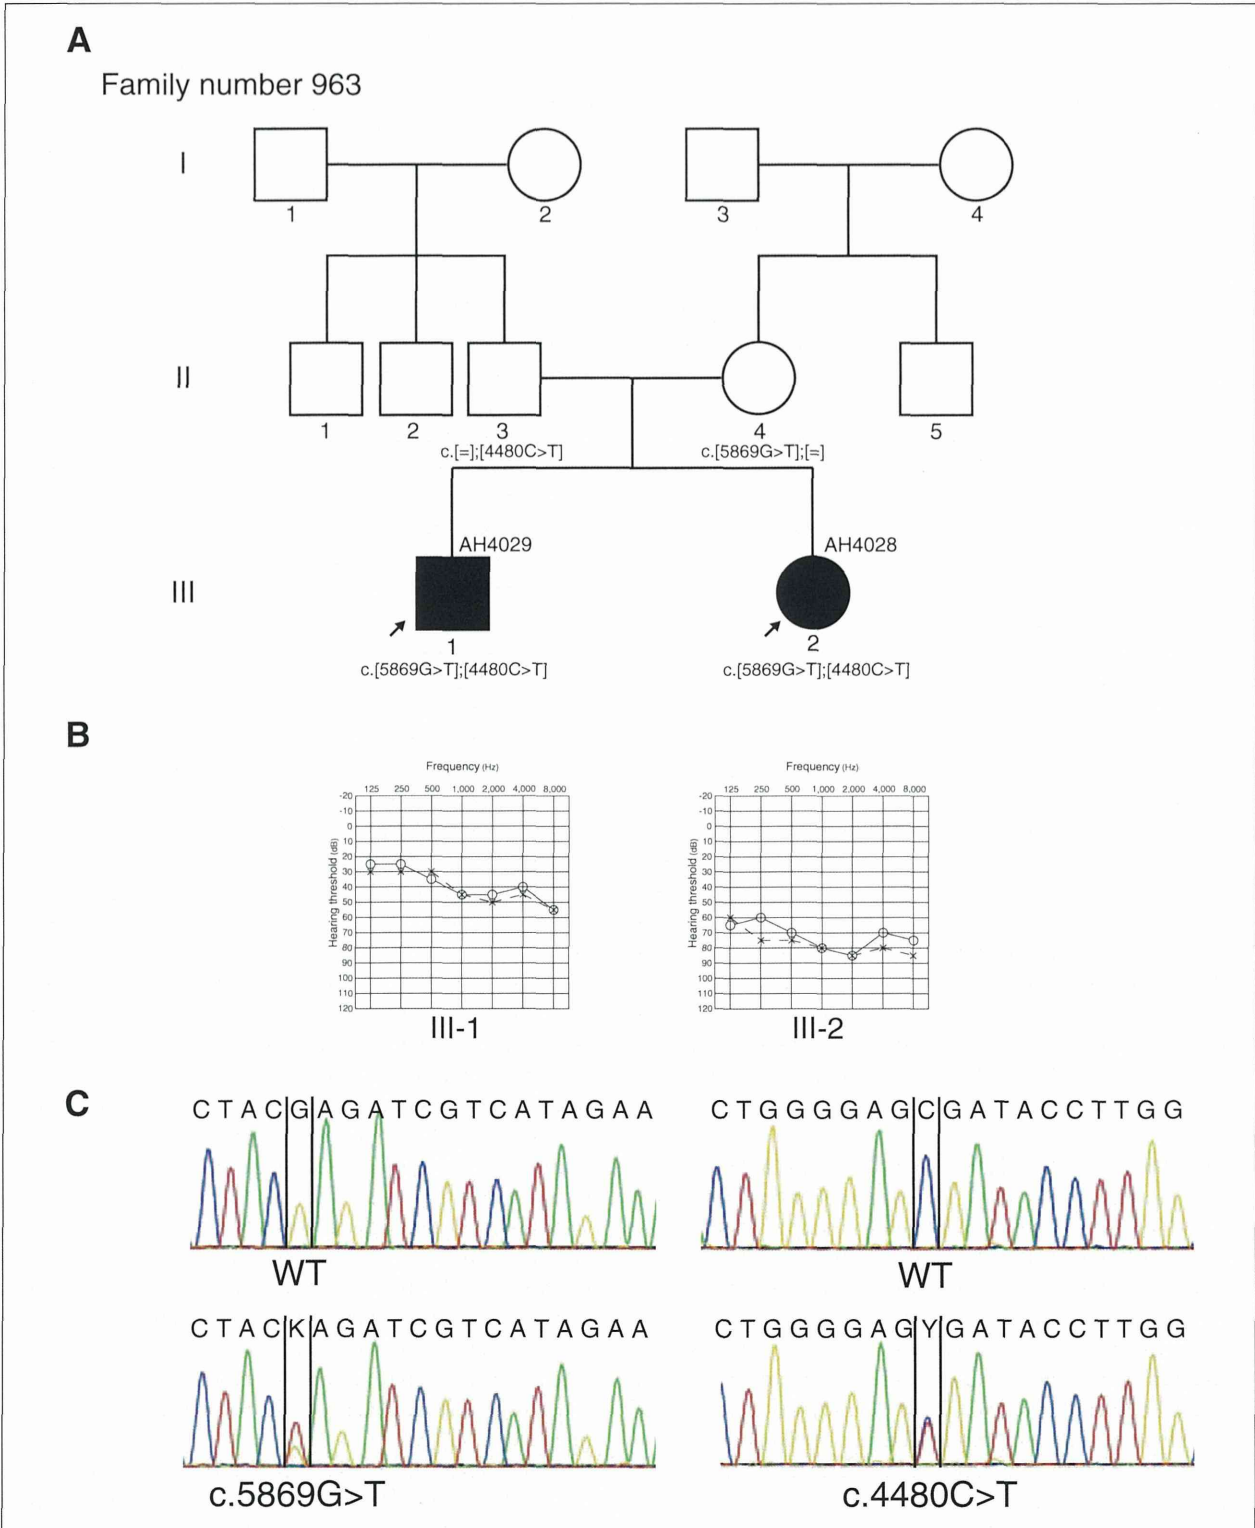 A
Family number 963
I
1
2
3
4
II
1
2
3
4
5
c.[=];[4480C>T]
c.[5869G>T];[=]
AH4029
AH4028
III
1
2
c.[5869G>T];[4480C>T]
c.[5869G>T];[4480C>T]
B
Frequency (Hz)
125 250 500 1,000 2,000 4,000 8,000
Hearing threshold (dB)
-20
-10
0
10
20
30
40
50
60
70
80
90
100
110
120
III-1
Frequency (Hz)
125 250 500 1,000 2,000 4,000 8,000
Hearing threshold (dB)
-20
-10
0
10
20
30
40
50
60
70
80
90
100
110
120
III-2
C
C T A C G A G A T C G T C A T A G A A
WT
C T G G G G A G C G A T A C C T T G G
WT
C T A C K A G A T C G T C A T A G A A
c.5869G>T
C T G G G G A G Y G A T A C C T T G G
c.4480C>T